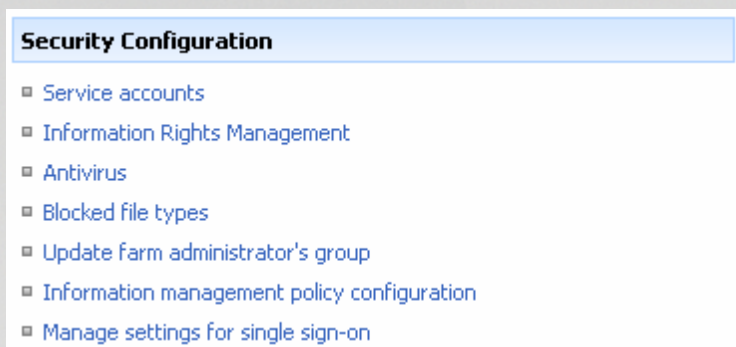 Security Configuration
Service accounts
Information Rights Management
Antivirus
Blocked file types
Update farm administrator's group
Information management policy configuration
Manage settings for single sign-on